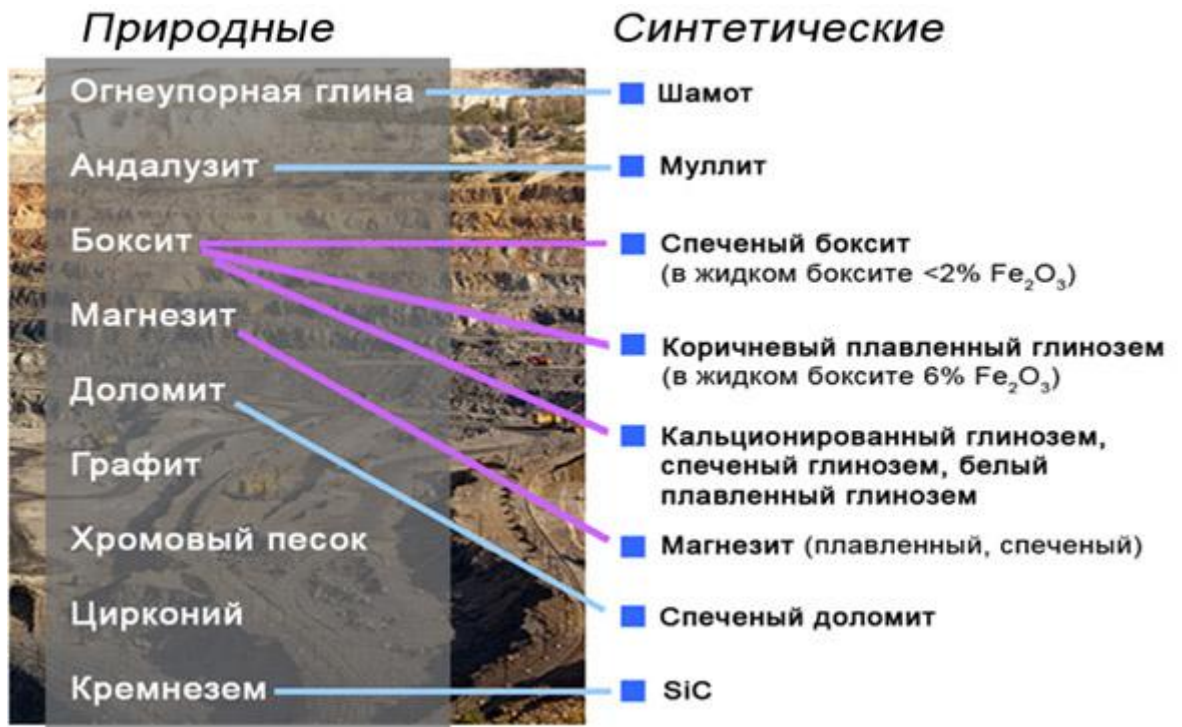 Природные
Синтетические
Огнеупорная глина
Шамот
Андалузит
Муллит
Боксит
Спеченый боксит
(в жидком боксите <2% Fe₂O₃)
Магнезит
Коричневый плавленный глинозем
(в жидком боксите 6% Fe₂O₃)
Доломит
Кальционированный глинозем,
спеченый глинозем, белый
плавленный глинозем
Графит
Хромовый песок
Магнезит (плавленный, спеченый)
Цирконий
Спеченый доломит
Кремнезем
SiC